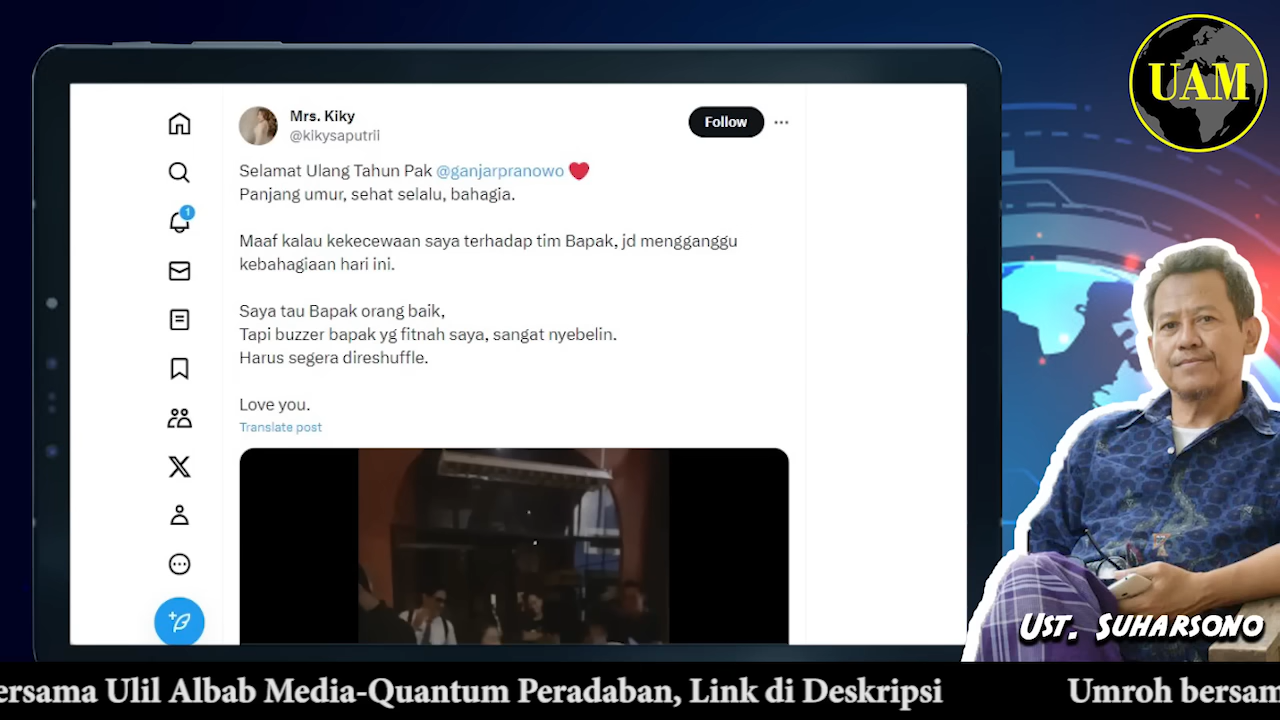 UAM
Mrs. Kiky
@kikysaputrii
Follow
Selamat Ulang Tahun Pak @ganjarpranowo ❤️
Panjang umur, sehat selalu, bahagia.
Maaf kalau kekecewaan saya terhadap tim Bapak, jd mengganggu
kebahagiaan hari ini.
Saya tau Bapak orang baik,
Tapi buzzer bapak yg fitnah saya, sangat nyebelin.
Harus segera direshuffle.
Love you.
Translate post
1
UST. SUHARSONO
ersama Ulil Albab Media-Quantum Peradaban, Link di Deskripsi
Umroh bersam